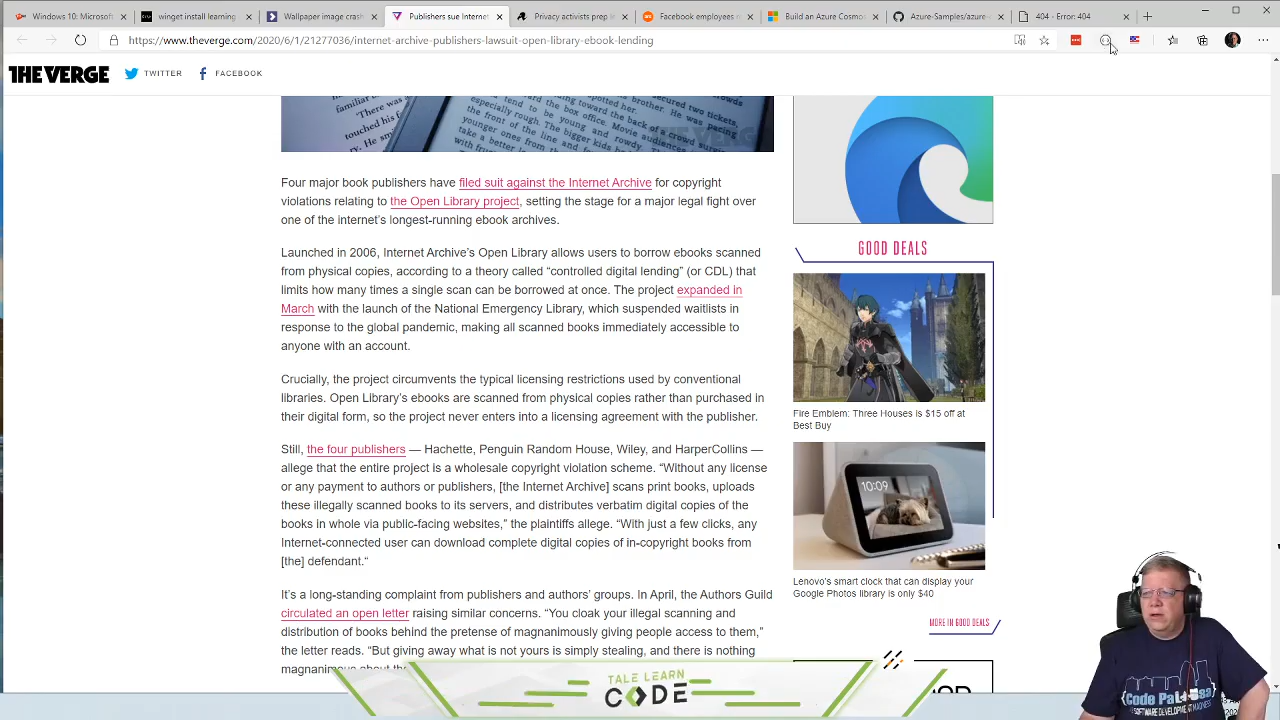 Windows 10 - Microsoft S
winget install learning
Wallpaper image crash
Publishers sue Internet
Privacy activists prep
Facebook employees
Build an Azure Cosmo
Azure-Samples/azure-
404 - Error: 404
https://www.theverge.com/2020/6/1/21277036/internet-archive-publishers-lawsuit-open-library-ebook-lending
THE VERGE
TWITTER
FACEBOOK
Four major book publishers have filed suit against the Internet Archive for copyright
violations relating to the Open Library project, setting the stage for a major legal fight over
one of the internet's longest-running ebook archives.
Launched in 2006, Internet Archive's Open Library allows users to borrow ebooks scanned
from physical copies, according to a theory called “controlled digital lending” (or CDL) that
limits how many times a single scan can be borrowed at once. The project expanded in
March with the launch of the National Emergency Library, which suspended waitlists in
response to the global pandemic, making all scanned books immediately accessible to
anyone with an account.
Crucially, the project circumvents the typical licensing restrictions used by conventional
libraries. Open Library's ebooks are scanned from physical copies rather than purchased in
their digital form, so the project never enters into a licensing agreement with the publisher.
Still, the four publishers — Hachette, Penguin Random House, Wiley, and HarperCollins —
allege that the entire project is a wholesale copyright violation scheme. “Without any license
or any payment to authors or publishers, [the Internet Archive] scans print books, uploads
these illegally scanned books to its servers, and distributes verbatim digital copies of the
books in whole via public-facing websites,” the plaintiffs allege. “With just a few clicks, any
Internet-connected user can download complete digital copies of in-copyright books from
[the] defendant.“
It's a long-standing complaint from publishers and authors' groups. In April, the Authors Guild
circulated an open letter raising similar concerns. “You cloak your illegal scanning and
distribution of books behind the pretense of magnanimously giving people access to them,”
the letter reads. “But giving away what is not yours is simply stealing, and there is nothing
magnanimous about
GOOD DEALS
Fire Emblem: Three Houses is $15 off at
Best Buy
10:09
Lenovo's smart clock that can display your
Google Photos library is only $40
MORE IN GOOD DEALS
TALE LEARN
CODE
Code PaLOUsa
SOFTWARE DEVELOPMENT